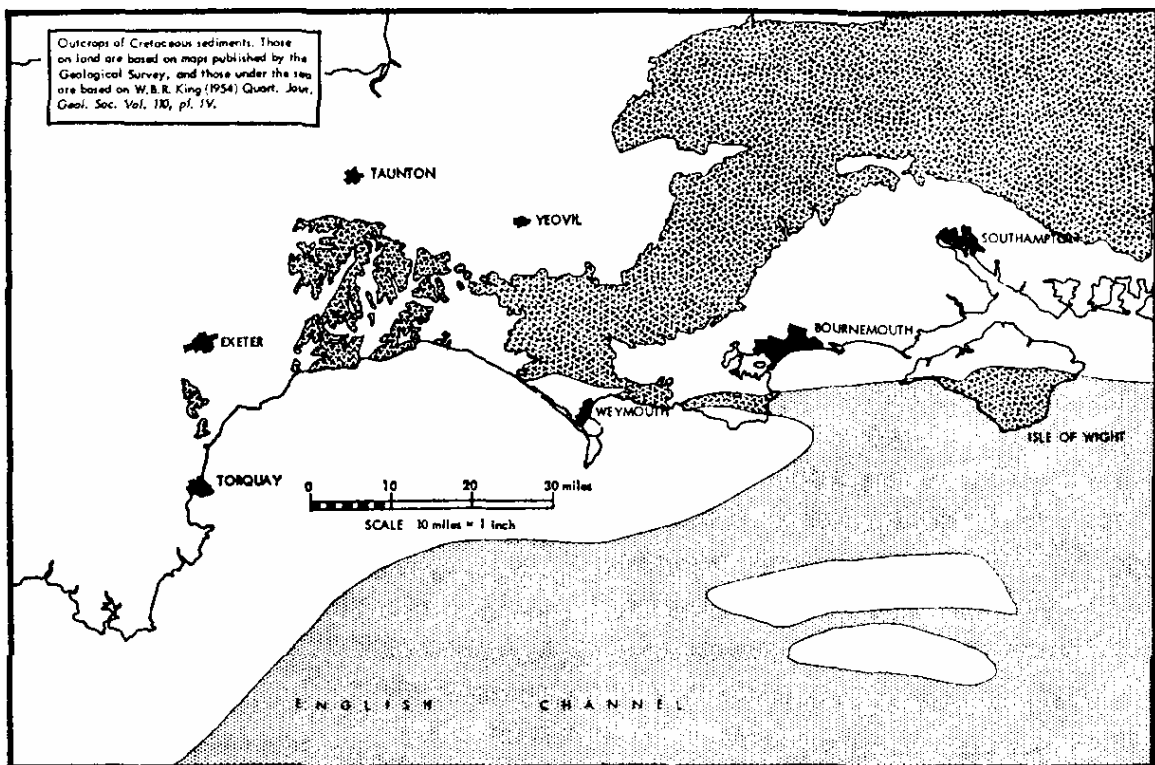 Outcrops of Cretaceous sediments. Those
on land are based on maps published by the
Geological Survey, and those under the sea
are based on W.B.R. King (1954) Quart. Jour.
Geol. Soc. Vol. 110, pl. IV.
TAUNTON
YEOVIL
SOUTHAMPTON
EXETER
BOURNEMOUTH
WEYMOUTH
ISLE OF WIGHT
TORQUAY
0 10 20 30 miles
SCALE 10 miles = 1 inch
ENGLISH CHANNEL